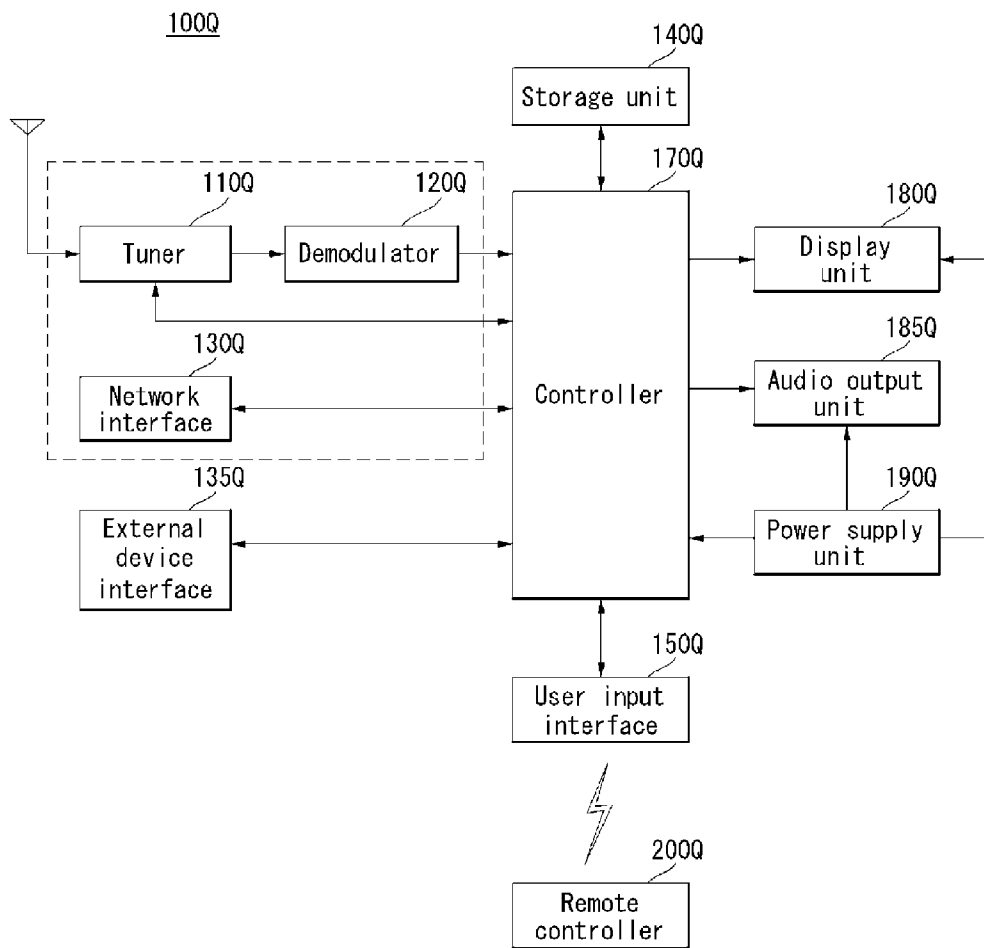 100Q
140Q
Storage unit
110Q
120Q
170Q
180Q
Tuner
Demodulator
Display
unit
130Q
185Q
Network
interface
Controller
Audio output
unit
135Q
190Q
External
device
interface
Power supply
unit
150Q
User input
interface
200Q
Remote
controller